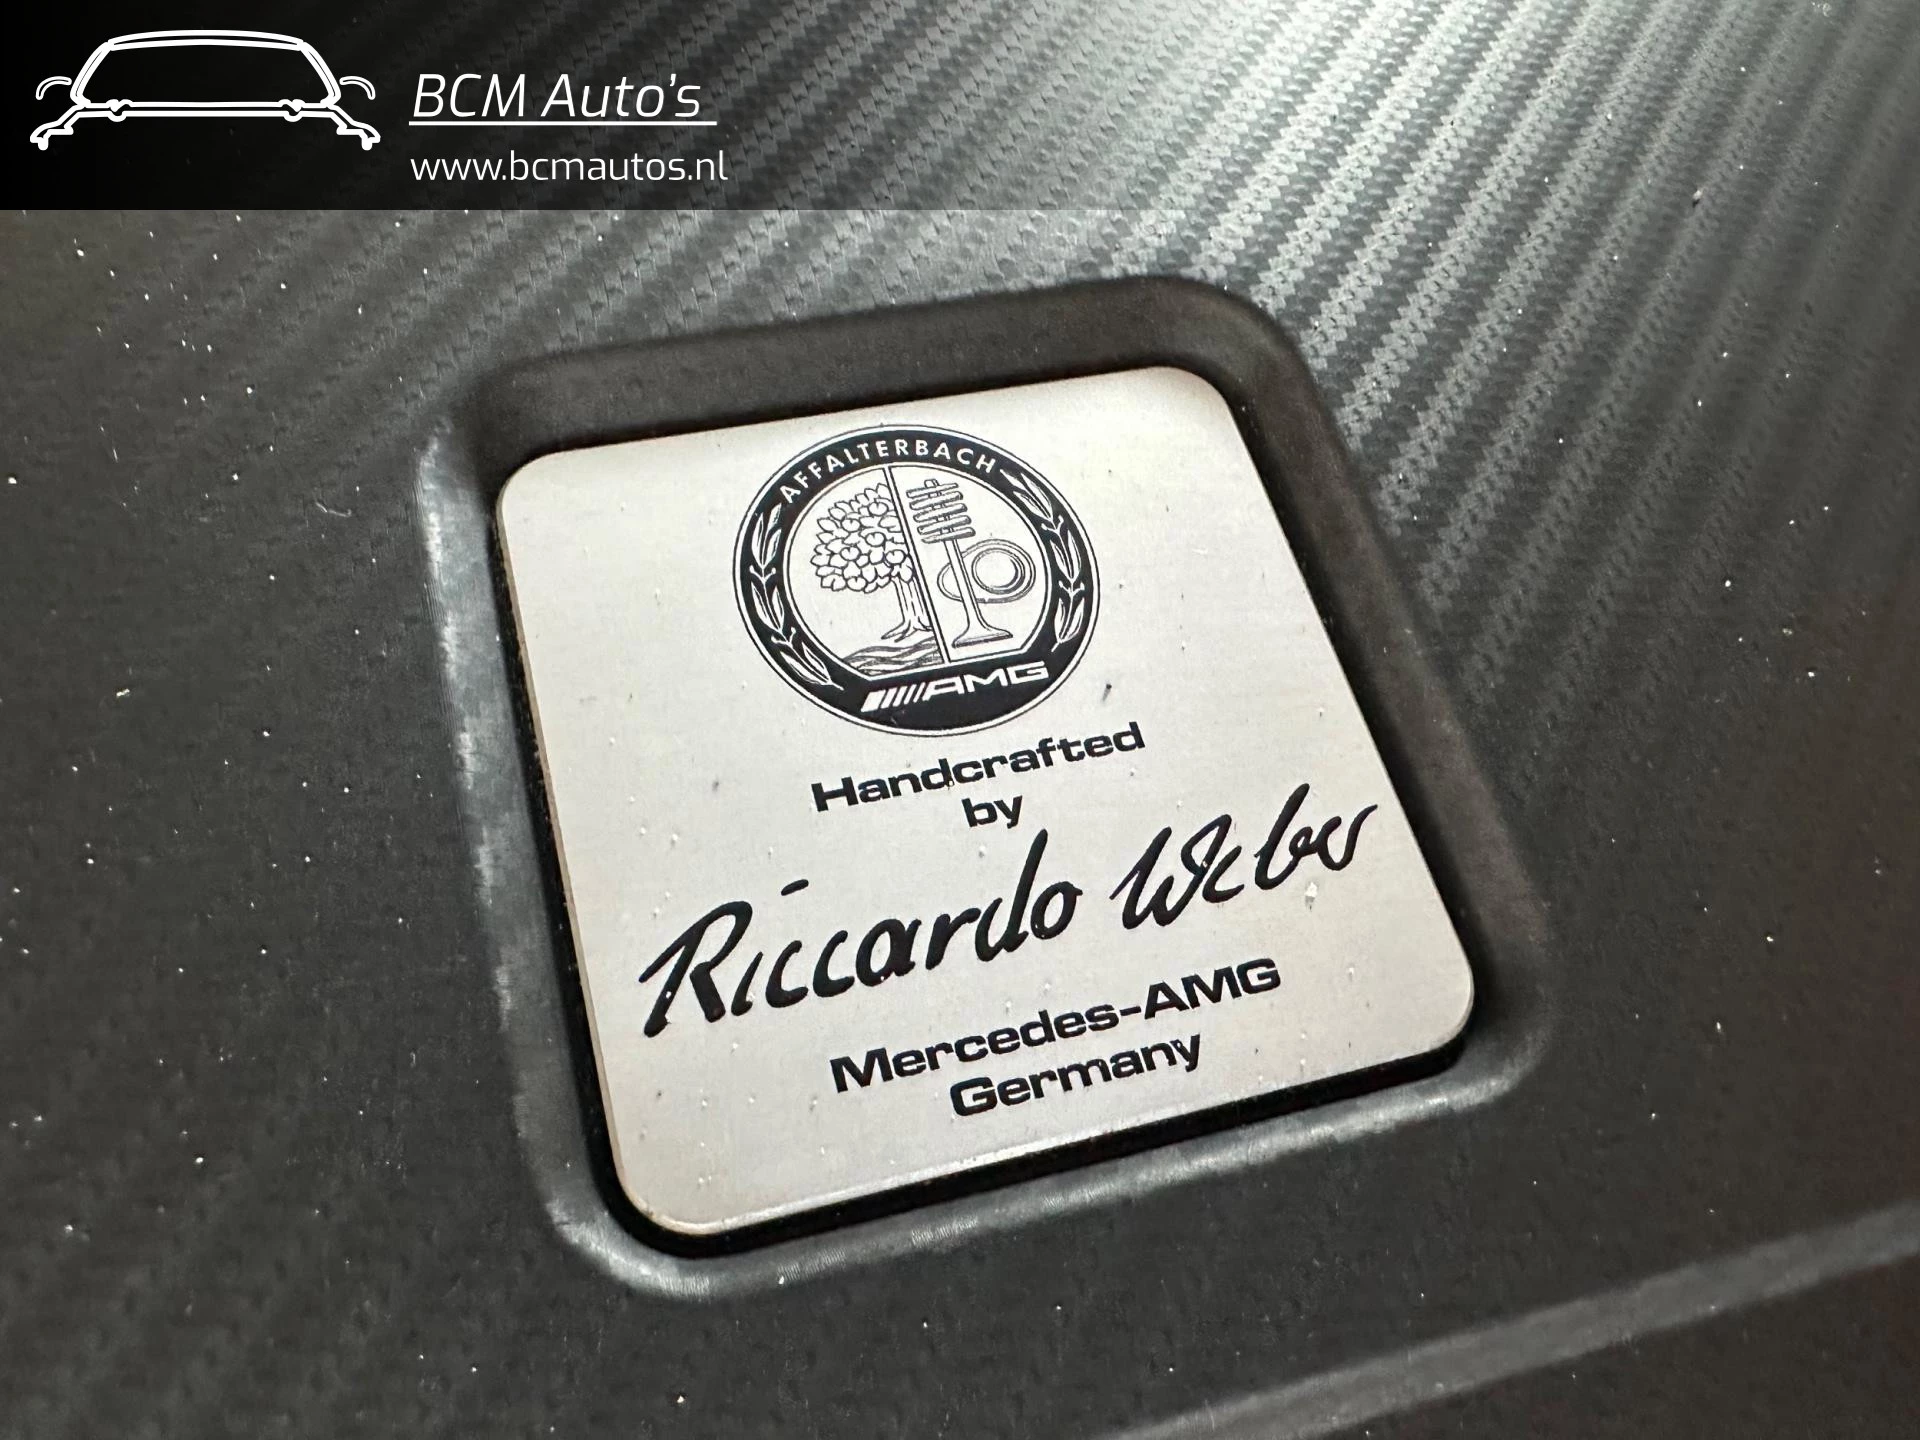 BCM Auto's
www.bcmautos.nl
AFFALTERBACH
AMG
Handcrafted
by
Riccardo Weber
Mercedes-AMG
Germany